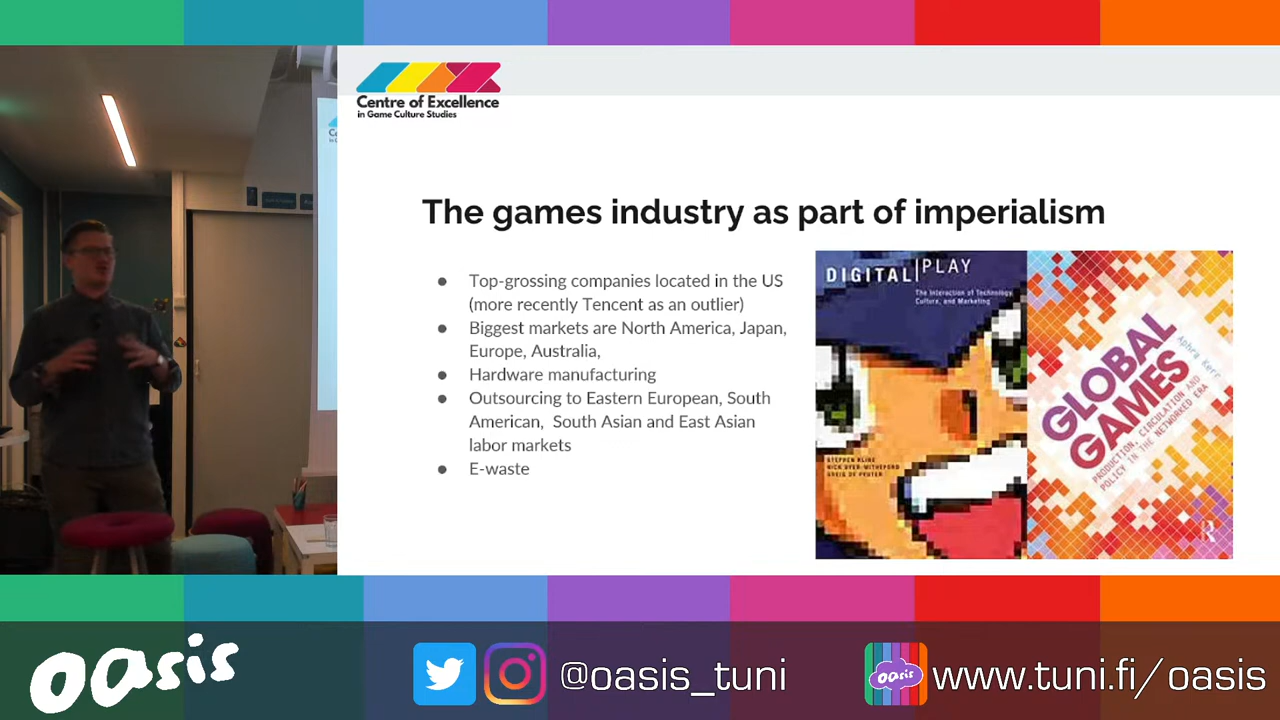 Centre of Excellence
in Game Culture Studies
The games industry as part of imperialism
● Top-grossing companies located in the US
(more recently Tencent as an outlier)
● Biggest markets are North America, Japan,
Europe, Australia,
● Hardware manufacturing
● Outsourcing to Eastern European, South
American, South Asian and East Asian
labor markets
● E-waste
DIGITAL|PLAY
The Interaction of Technology,
Culture, and Marketing
STEPHEN KLINE
NICK DYER-WITHEFORD
GREIG DE PEUTER
GLOBAL
GAMES
Aphra Kerr
PRODUCTION, CIRCULATION AND
POLICY IN THE NETWORKED ERA
R
oasis
@oasis_tuni
oasis
www.tuni.fi/oasis